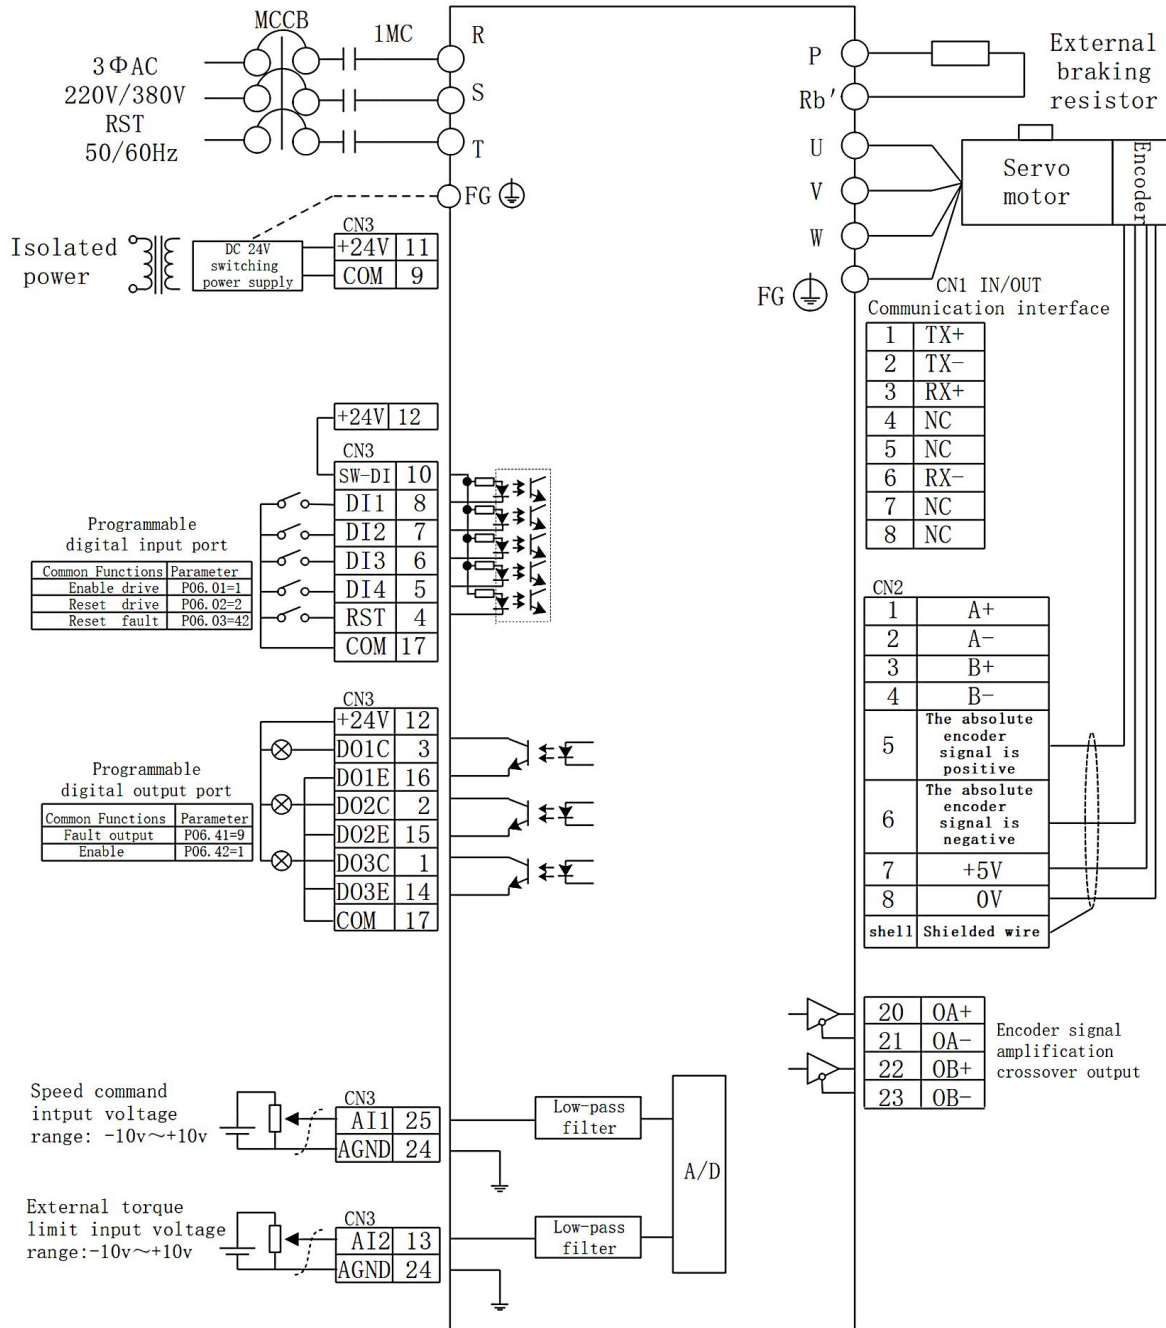 MCCB
1MC
3ΦAC
220V/380V
RST
50/60Hz
R
S
T
FG
Isolated
power
DC 24V
switching
power supply
CN3
+24V 11
COM 9
+24V 12
CN3
SW-DI 10
DI1 8
DI2 7
DI3 6
DI4 5
RST 4
COM 17
Programmable
digital input port
Common Functions Parameter
Enable drive P06.01=1
Reset drive P06.02=2
Reset fault P06.03=42
CN3
+24V 12
DO1C 3
DO1E 16
DO2C 2
DO2E 15
DO3C 1
DO3E 14
COM 17
Programmable
digital output port
Common Functions Parameter
Fault output P06.41=9
Enable P06.42=1
Speed command
intput voltage
range: -10v～+10v
CN3
AI1 25
AGND 24
External torque
limit input voltage
range:-10v～+10v
CN3
AI2 13
AGND 24
Low-pass
filter
Low-pass
filter
A/D
P
Rb′
U
V
W
FG
External
braking
resistor
Servo
motor
Encoder
CN1 IN/OUT
Communication interface
1 TX+
2 TX-
3 RX+
4 NC
5 NC
6 RX-
7 NC
8 NC
CN2
1 A+
2 A-
3 B+
4 B-
5 The absolute
encoder
signal is
positive
6 The absolute
encoder
signal is
negative
7 +5V
8 0V
shell Shielded wire
20 OA+
21 OA-
22 OB+
23 OB-
Encoder signal
amplification
crossover output